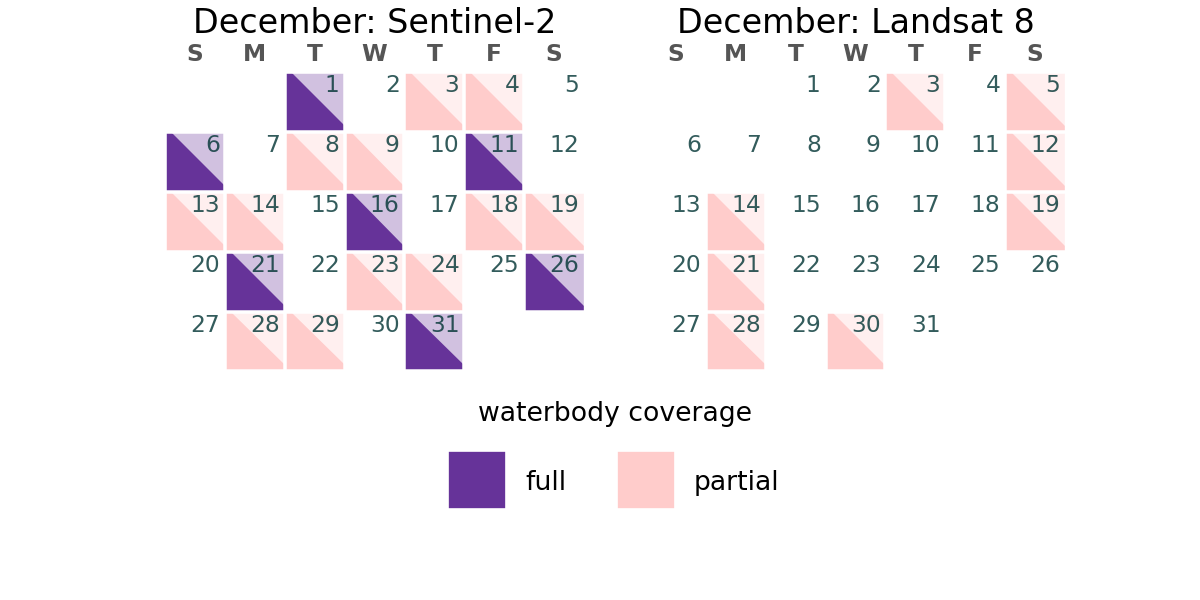 December: Sentinel-2
S M T W T F S
1 2 3 4 5
6 7 8 9 10 11 12
13 14 15 16 17 18 19
20 21 22 23 24 25 26
27 28 29 30 31
December: Landsat 8
S M T W T F S
1 2 3 4 5
6 7 8 9 10 11 12
13 14 15 16 17 18 19
20 21 22 23 24 25 26
27 28 29 30 31
waterbody coverage
full partial